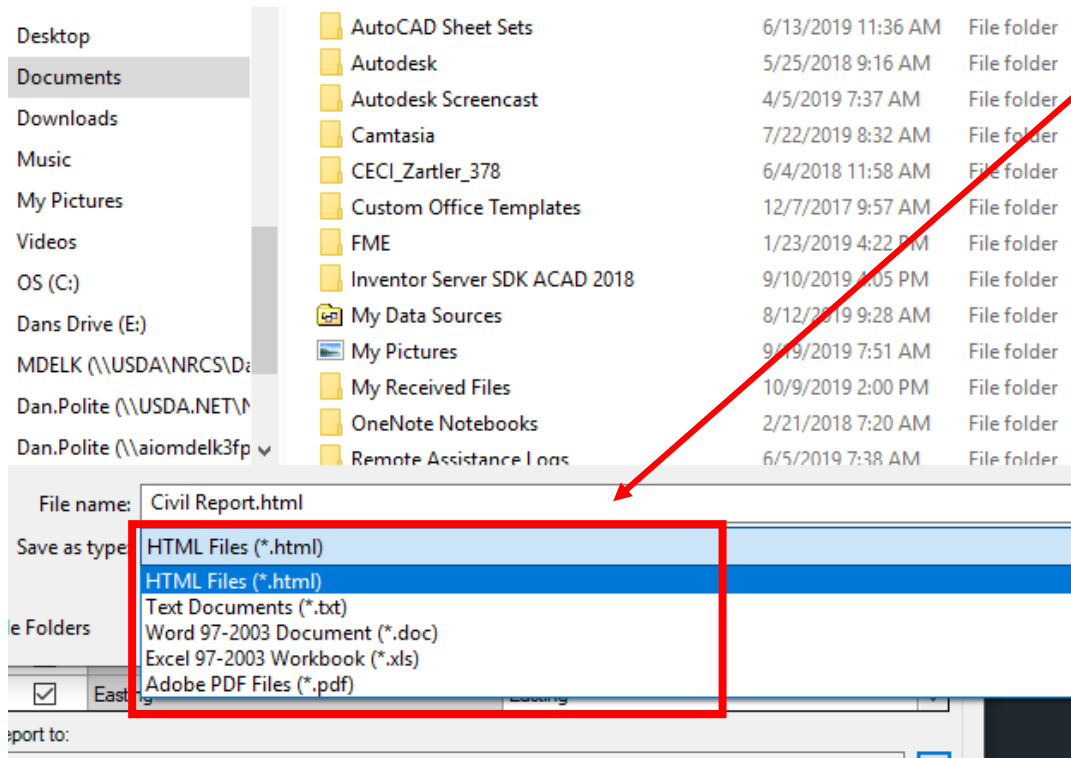 Desktop
Documents
Downloads
Music
My Pictures
Videos
OS (C:)
Dans Drive (E:)
MDELK (\\USDA\NRCS\Da
Dan.Polite (\\USDA.NET\N
Dan.Polite (\\aiomdelk3fp
AutoCAD Sheet Sets 6/13/2019 11:36 AM File folder
Autodesk 5/25/2018 9:16 AM File folder
Autodesk Screencast 4/5/2019 7:37 AM File folder
Camtasia 7/22/2019 8:32 AM File folder
CECI_Zartler_378 6/4/2018 11:58 AM File folder
Custom Office Templates 12/7/2017 9:57 AM File folder
FME 1/23/2019 4:22 PM File folder
Inventor Server SDK ACAD 2018 9/10/2019 4:05 PM File folder
My Data Sources 8/12/2019 9:28 AM File folder
My Pictures 9/19/2019 7:51 AM File folder
My Received Files 10/9/2019 2:00 PM File folder
OneNote Notebooks 2/21/2018 7:20 AM File folder
Remote Assistance Logs 6/5/2019 7:38 AM File folder
File name: Civil Report.html
Save as type: HTML Files (*.html)
HTML Files (*.html)
Text Documents (*.txt)
Word 97-2003 Document (*.doc)
Excel 97-2003 Workbook (*.xls)
Adobe PDF Files (*.pdf)
le Folders
Easting Easting
eport to: